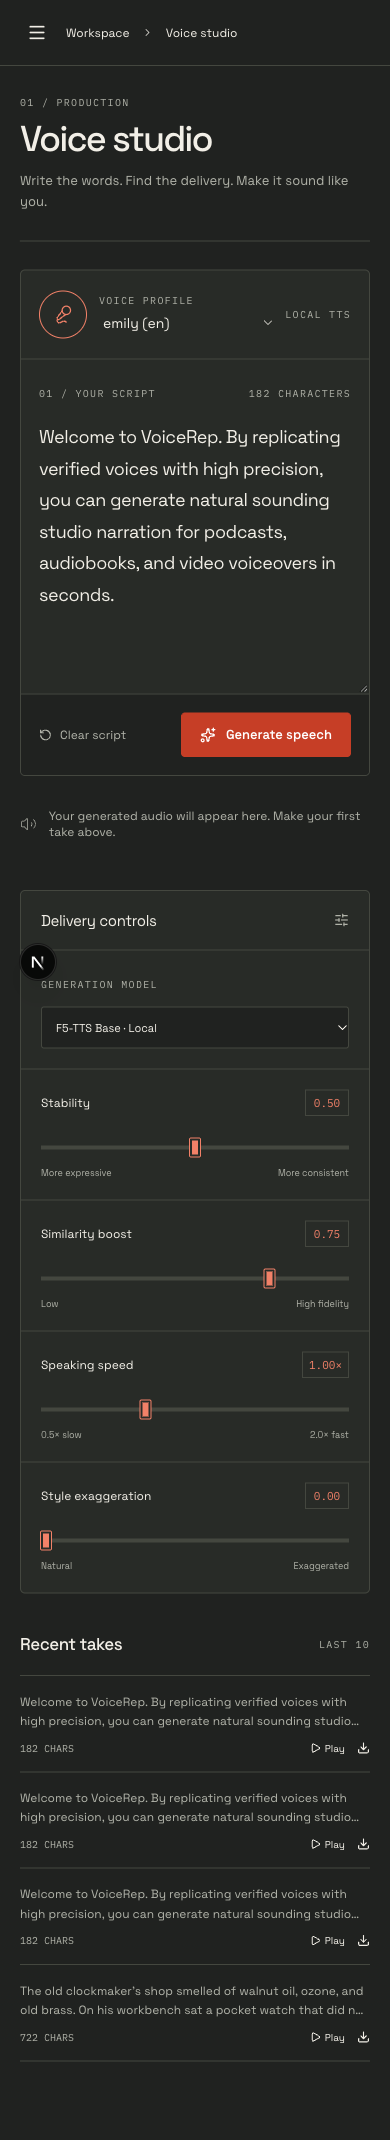 Workspace > Voice studio
01 / PRODUCTION
Voice studio
Write the words. Find the delivery. Make it sound like
you.
VOICE PROFILE
emily (en)
LOCAL TTS
01 / YOUR SCRIPT 182 CHARACTERS
Welcome to VoiceRep. By replicating
verified voices with high precision,
you can generate natural sounding
studio narration for podcasts,
audiobooks, and video voiceovers in
seconds.
Clear script Generate speech
Your generated audio will appear here. Make your first
take above.
Delivery controls
N
GENERATION MODEL
F5-TTS Base · Local
Stability 0.50
More expressive More consistent
Similarity boost 0.75
Low High fidelity
Speaking speed 1.00×
0.5× slow 2.0× fast
Style exaggeration 0.00
Natural Exaggerated
Recent takes LAST 10
Welcome to VoiceRep. By replicating verified voices with
high precision, you can generate natural sounding studio...
182 CHARS Play
Welcome to VoiceRep. By replicating verified voices with
high precision, you can generate natural sounding studio...
182 CHARS Play
Welcome to VoiceRep. By replicating verified voices with
high precision, you can generate natural sounding studio...
182 CHARS Play
The old clockmaker's shop smelled of walnut oil, ozone, and
old brass. On his workbench sat a pocket watch that did n...
722 CHARS Play